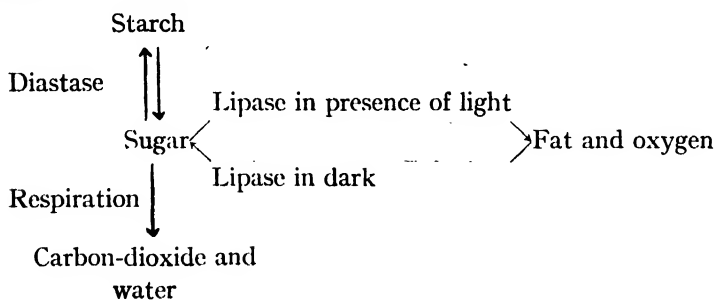 Starch
Diastase
Lipase in presence of light
Sugar
Fat and oxygen
Lipase in dark
Respiration
Carbon-dioxide and
water